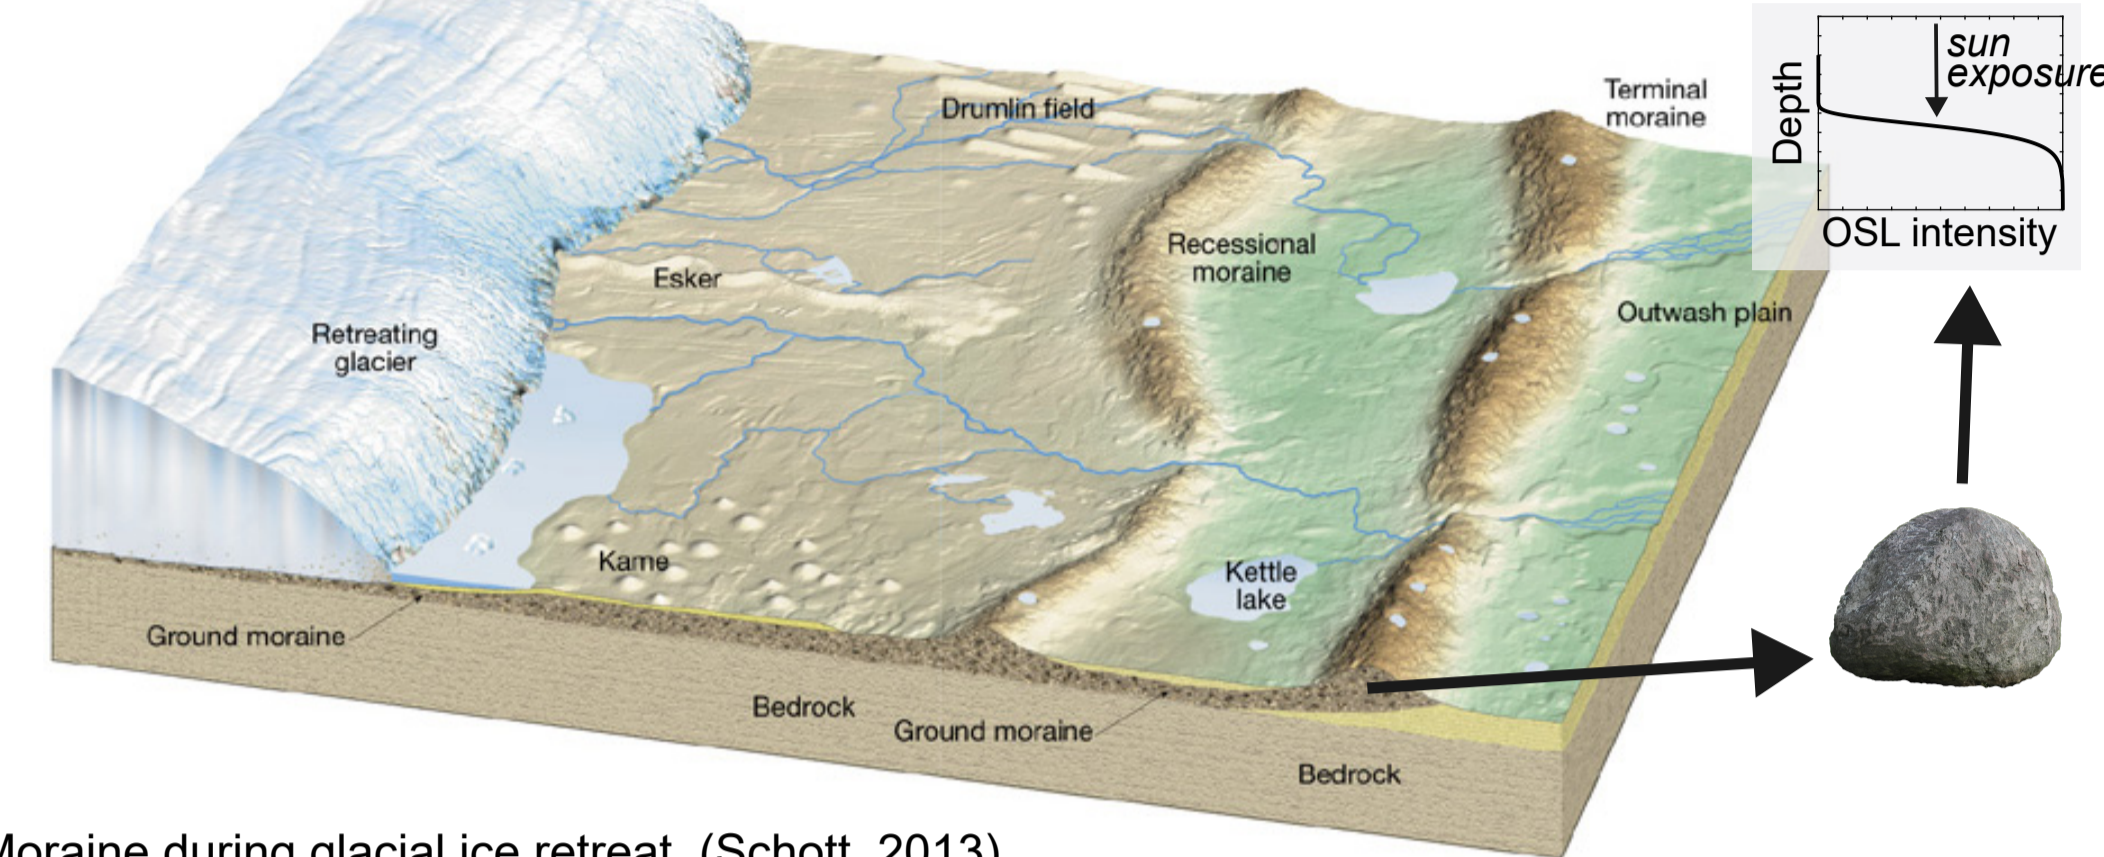 sun
exposure
Depth
OSL intensity
Terminal
moraine
Drumlin field
Recessional
moraine
Esker
Outwash plain
Retreating
glacier
Kame
Kettle
lake
Ground moraine
Bedrock
Ground moraine
Bedrock
Moraine during glacial ice retreat (Schott, 2013)